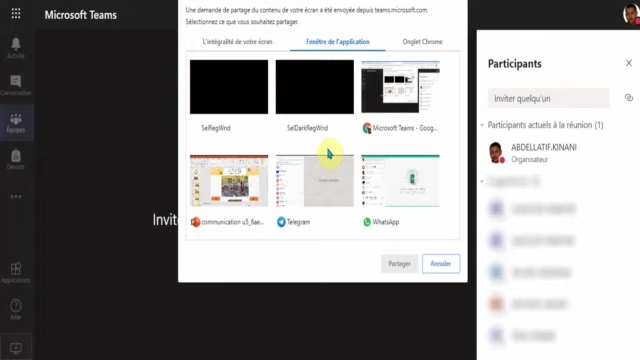 Microsoft Teams
Une demande de partage du contenu de votre écran a été envoyée depuis teams.microsoft.com.
Sélectionnez ce que vous souhaitez partager.
L'intégralité de votre écran
Fenêtre de l'application
Onglet Chrome
SelRegWnd
SelDarkRegWnd
Microsoft Teams - Goog...
communication u5_6ae...
Telegram
WhatsApp
Partager
Annuler
Invite
Activité
Conversation
Équipes
Devoirs
Applications
Aide
Participants
Inviter quelqu'un
Participants actuels à la réunion (1)
ABDELLATIF.KINANI
Organisateur